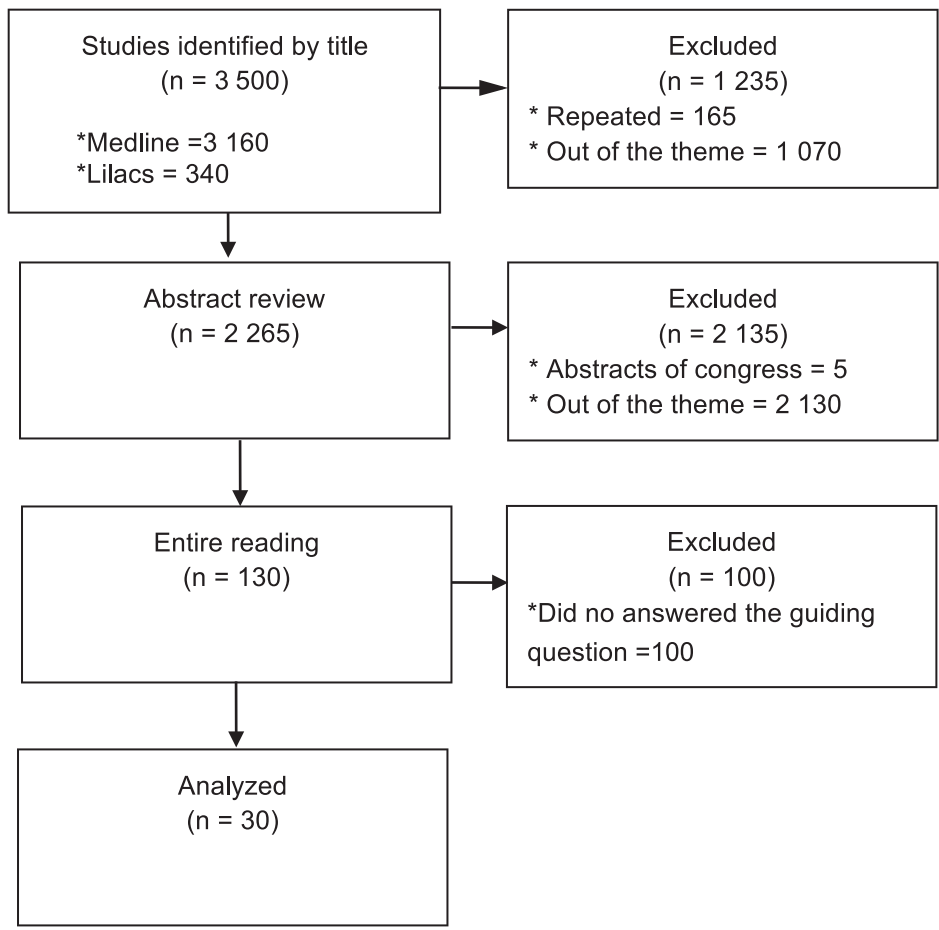 Studies identified by title
(n = 3 500)
*Medline =3 160
*Lilacs = 340
Excluded
(n = 1 235)
* Repeated = 165
* Out of the theme = 1 070
Abstract review
(n = 2 265)
Excluded
(n = 2 135)
* Abstracts of congress = 5
* Out of the theme = 2 130
Entire reading
(n = 130)
Excluded
(n = 100)
*Did no answered the guiding
question =100
Analyzed
(n = 30)